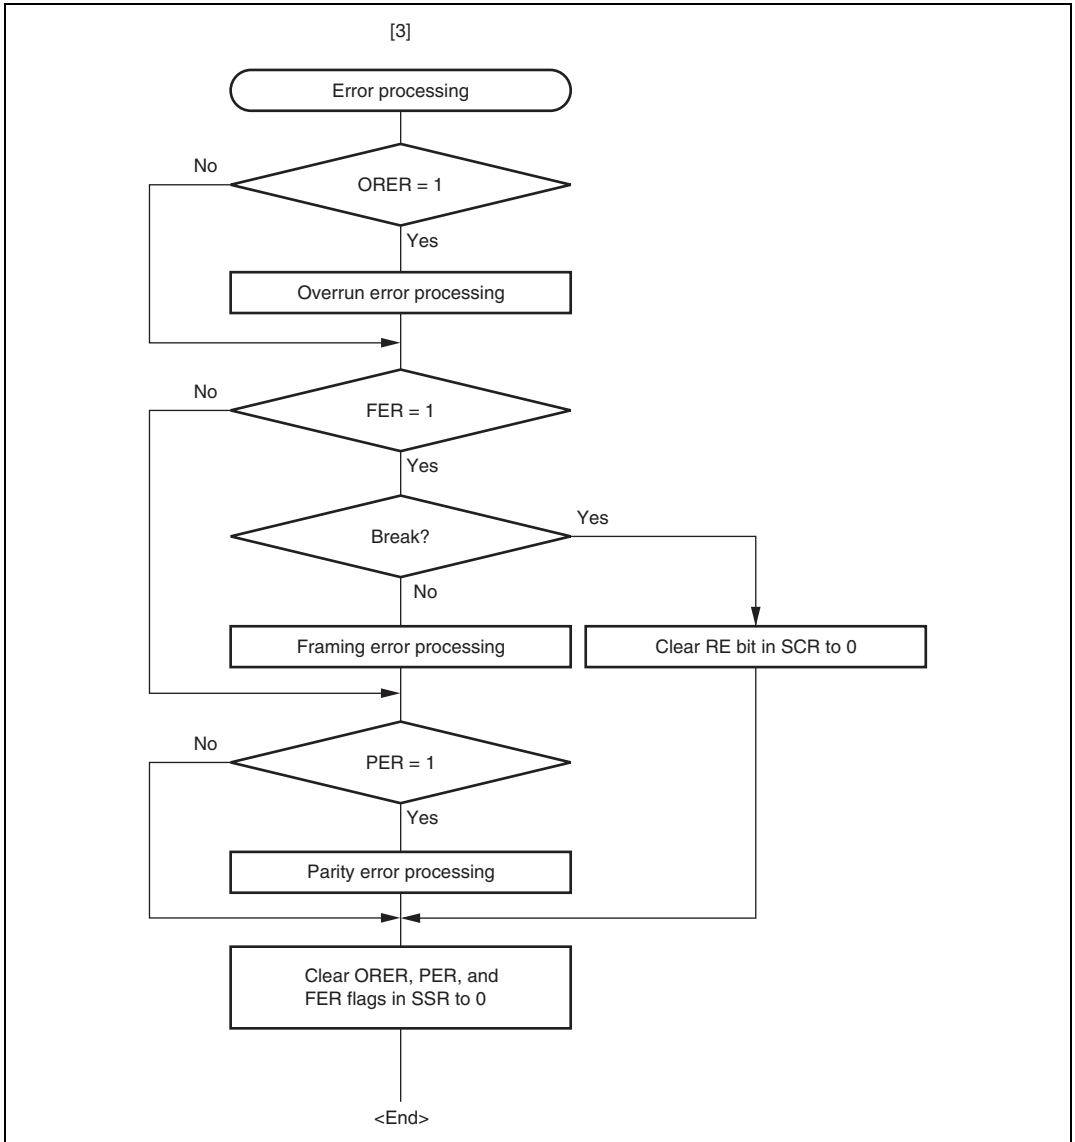 [3]
Error processing
No
ORER = 1
Yes
Overrun error processing
No
FER = 1
Yes
Break?
Yes
No
Framing error processing
Clear RE bit in SCR to 0
No
PER = 1
Yes
Parity error processing
Clear ORER, PER, and
FER flags in SSR to 0
<End>